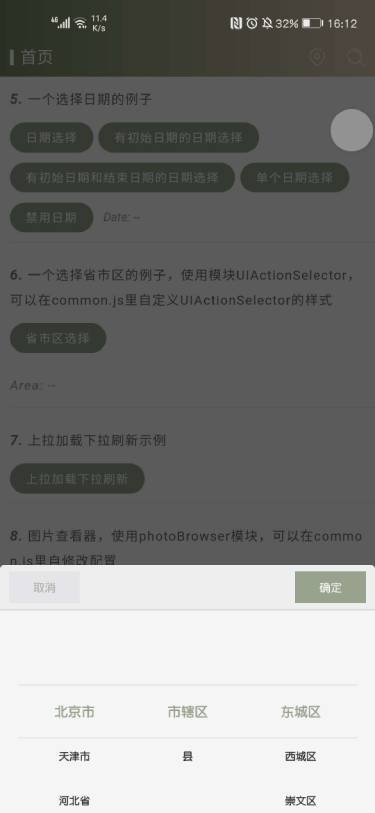 4G 11.4 K/s 32% 16:12
首页
5. 一个选择日期的例子
日期选择 有初始日期的日期选择
有初始日期和结束日期的日期选择 单个日期选择
禁用日期 Date: --
6. 一个选择省市区的例子，使用模块UIActionSelector，
可以在common.js里自定义UIActionSelector的样式
省市区选择
Area: --
7. 上拉加载下拉刷新示例
上拉加载下拉刷新
8. 图片查看器，使用photoBrowser模块，可以在commo
n.js里自修改配置
取消 确定
北京市 市辖区 东城区
天津市 县 西城区
河北省 崇文区